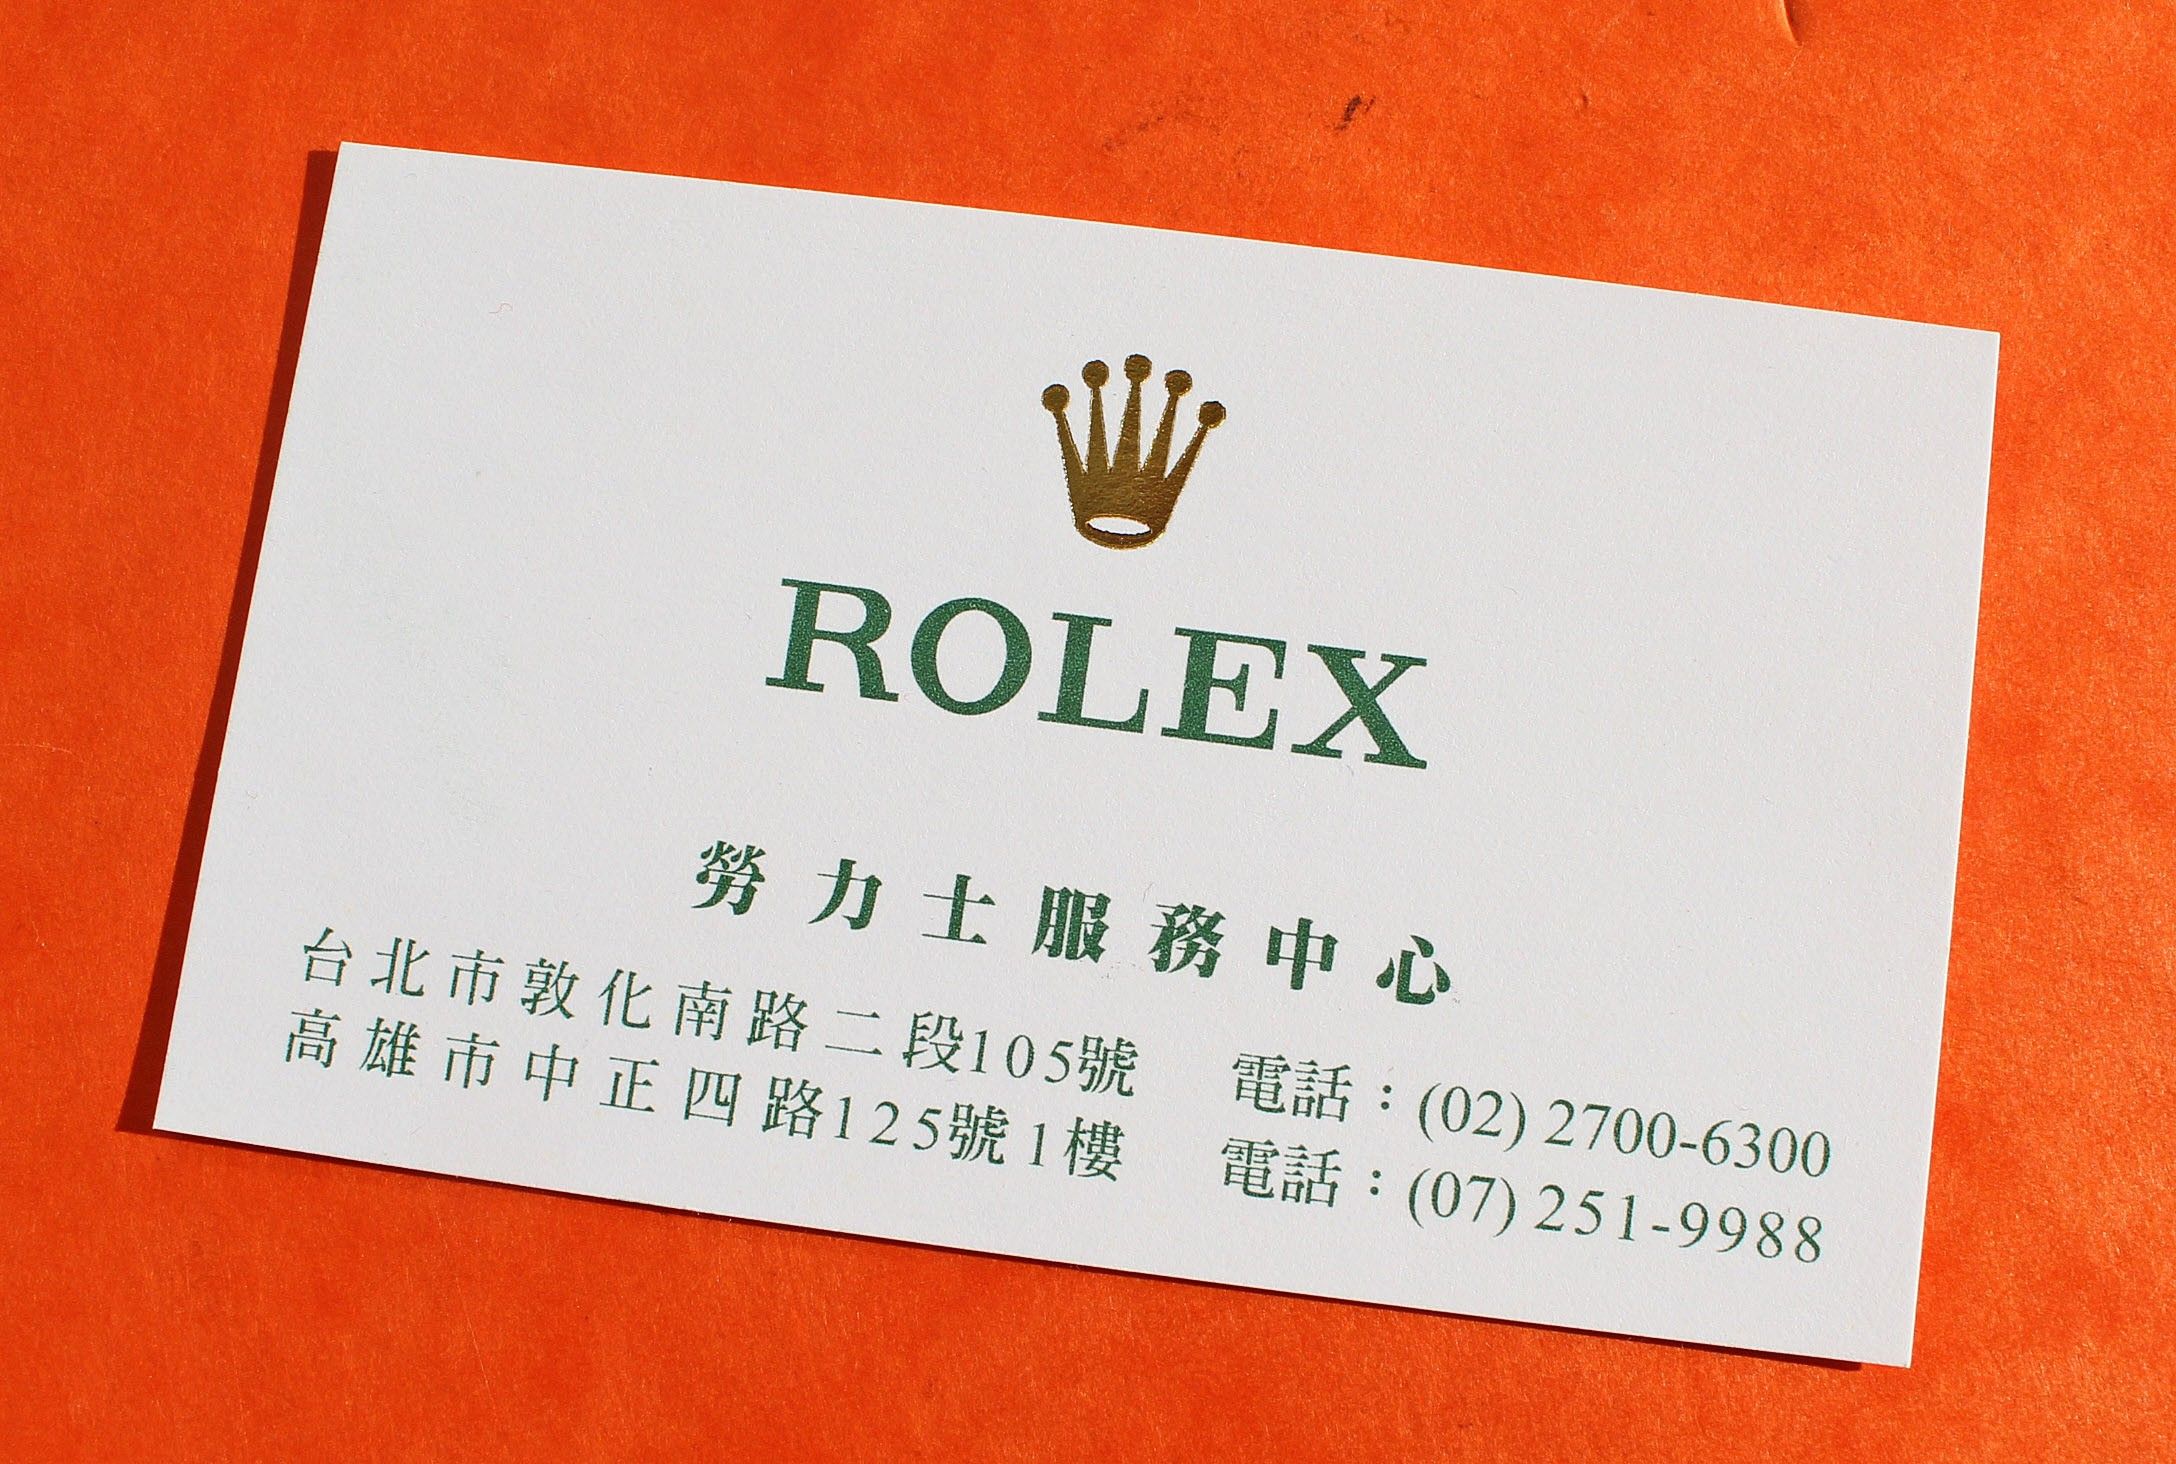 ROLEX
勞力士服務中心
台北市敦化南路二段105號 電話：(02) 2700-6300
高雄市中正四路125號1樓 電話：(07) 251-9988